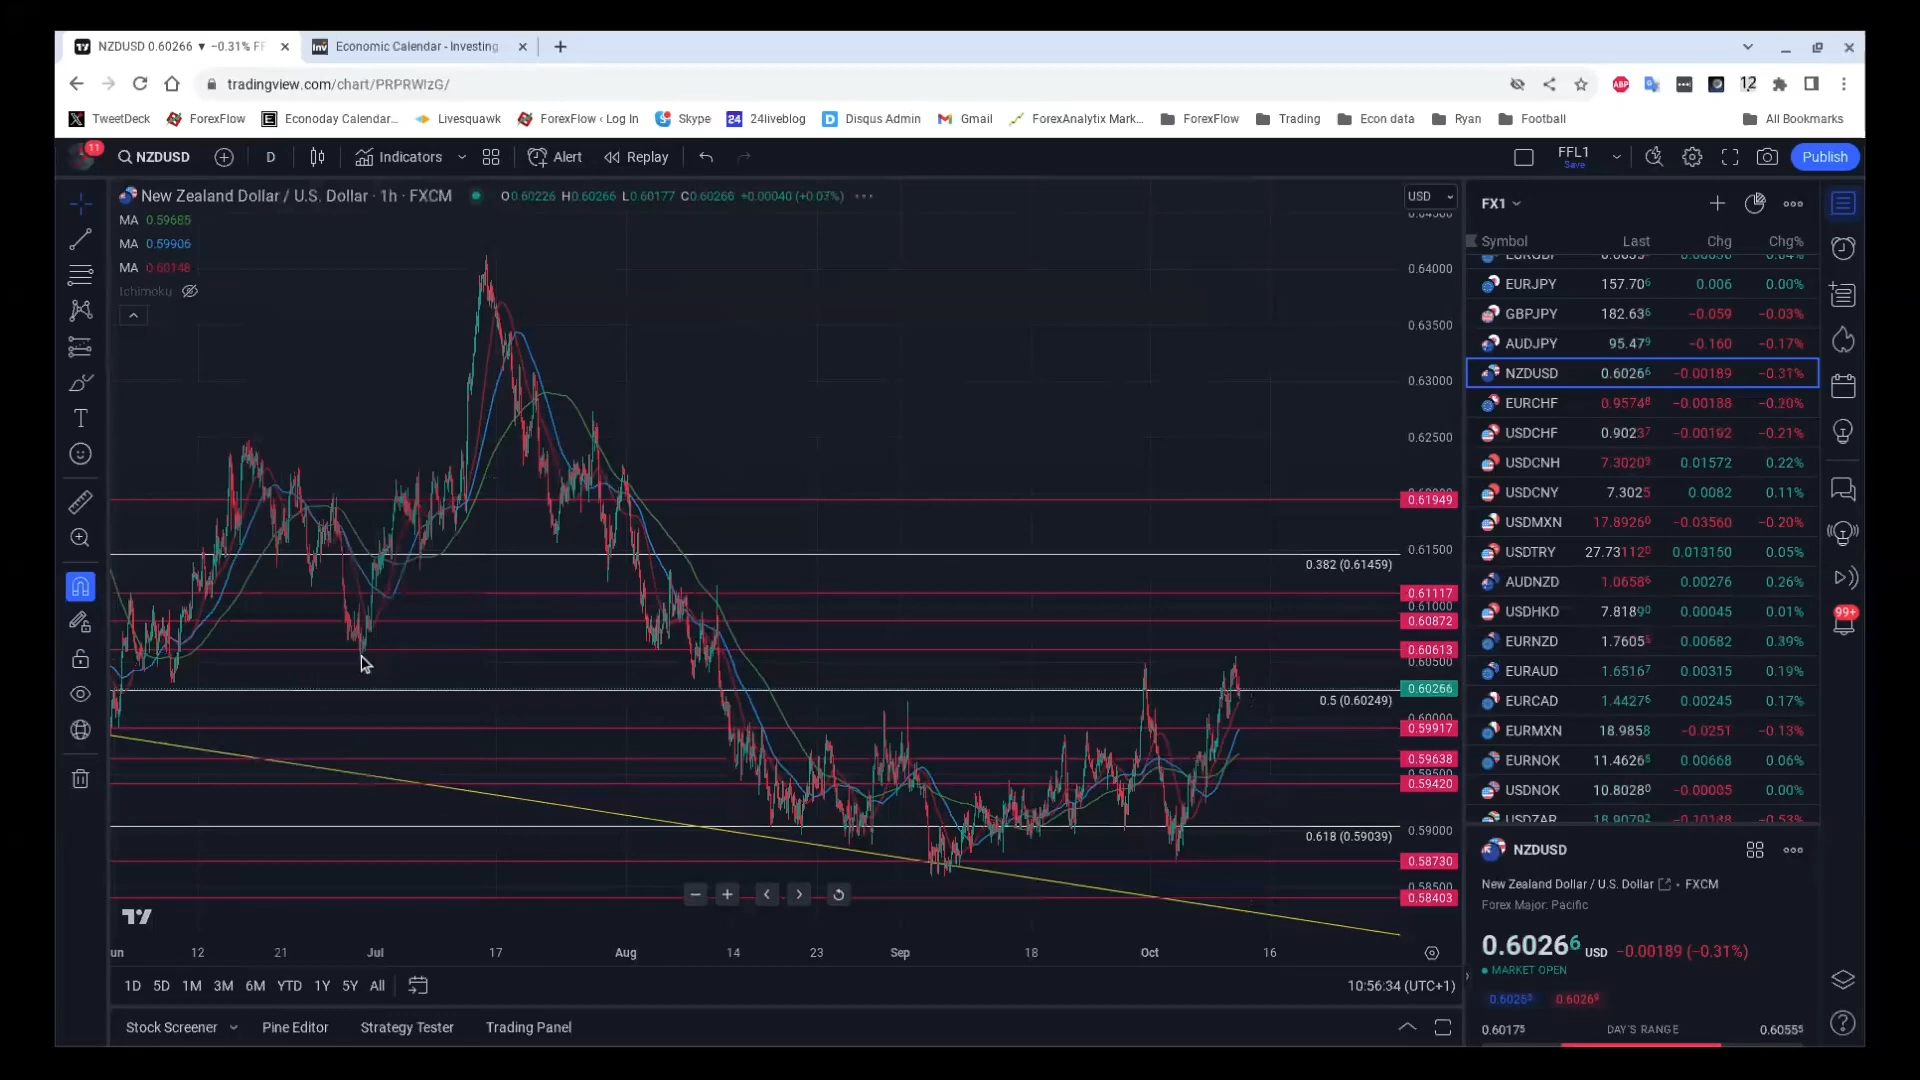 NZDUSD 0.60266 ▼ −0.31% FF
Economic Calendar - Investing
tradingview.com/chart/PRPRWIzG/
TweetDeck
ForexFlow
Econoday Calendar...
Livesquawk
ForexFlow ‹ Log In
Skype
24liveblog
Disqus Admin
Gmail
ForexAnalytix Mark...
ForexFlow
Trading
Econ data
Ryan
Football
All Bookmarks
11
NZDUSD
D
Indicators
Alert
Replay
FFL1
Save
Publish
New Zealand Dollar / U.S. Dollar · 1h · FXCM
O0.60226 H0.60266 L0.60177 C0.60266 +0.00040 (+0.07%)
USD
MA 0.59685
MA 0.59906
MA 0.60148
Ichimoku
0.64000
0.63500
0.63000
0.62500
0.61949
0.61500
0.382 (0.61459)
0.61117
0.61000
0.60872
0.60613
0.60500
0.60266
0.5 (0.60249)
0.60000
0.59917
0.59638
0.59500
0.59420
0.59000
0.618 (0.59039)
0.58730
0.58500
0.58403
12
21
Jul
17
Aug
14
23
Sep
18
Oct
16
1D 5D 1M 3M 6M YTD 1Y 5Y All
10:56:34 (UTC+1)
Stock Screener
Pine Editor
Strategy Tester
Trading Panel
FX1
Symbol Last Chg Chg%
EURJPY 157.706 0.006 0.00%
GBPJPY 182.636 −0.059 −0.03%
AUDJPY 95.479 −0.160 −0.17%
NZDUSD 0.60266 −0.00189 −0.31%
EURCHF 0.95748 −0.00188 −0.20%
USDCHF 0.90237 −0.00192 −0.21%
USDCNH 7.30209 0.01572 0.22%
USDCNY 7.3025 0.0082 0.11%
USDMXN 17.89260 −0.03560 −0.20%
USDTRY 27.731120 0.013150 0.05%
AUDNZD 1.06586 0.00276 0.26%
USDHKD 7.81890 0.00045 0.01%
EURNZD 1.76055 0.00682 0.39%
EURAUD 1.65167 0.00315 0.19%
EURCAD 1.44276 0.00245 0.17%
EURMXN 18.9858 −0.0251 −0.13%
EURNOK 11.46268 0.00668 0.06%
USDNOK 10.80280 −0.00005 0.00%
USDZAR 18.90792 −0.10138 −0.53%
99+
NZDUSD
New Zealand Dollar / U.S. Dollar • FXCM
Forex Major: Pacific
0.60266 USD −0.00189 (−0.31%)
MARKET OPEN
0.60263 0.60269
0.60175 DAY'S RANGE 0.60555